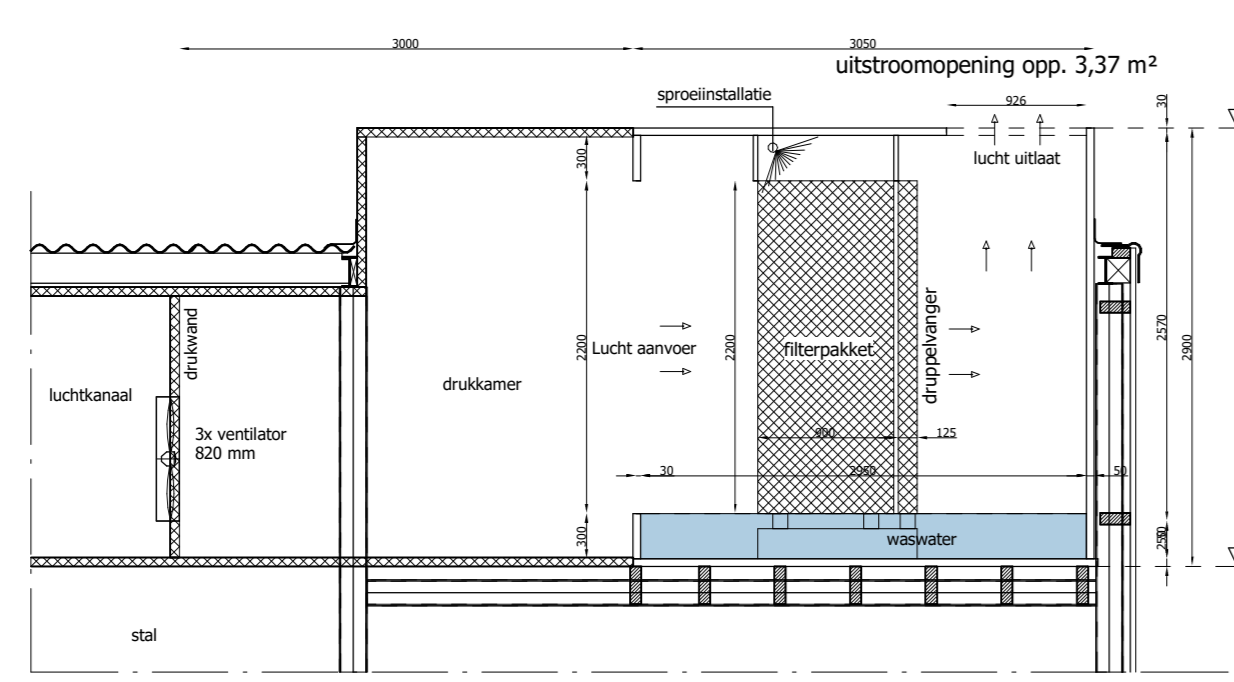 3000
3050
uitstroomopening opp. 3,37 m²
sproeiinstallatie
926
30
lucht uitlaat
300
drukwand
2200
Lucht aanvoer
2200
filterpakket
druppelvanger
2570
2900
luchtkanaal
drukkamer
3x ventilator
820 mm
900
125
30
2950
50
300
waswater
stal